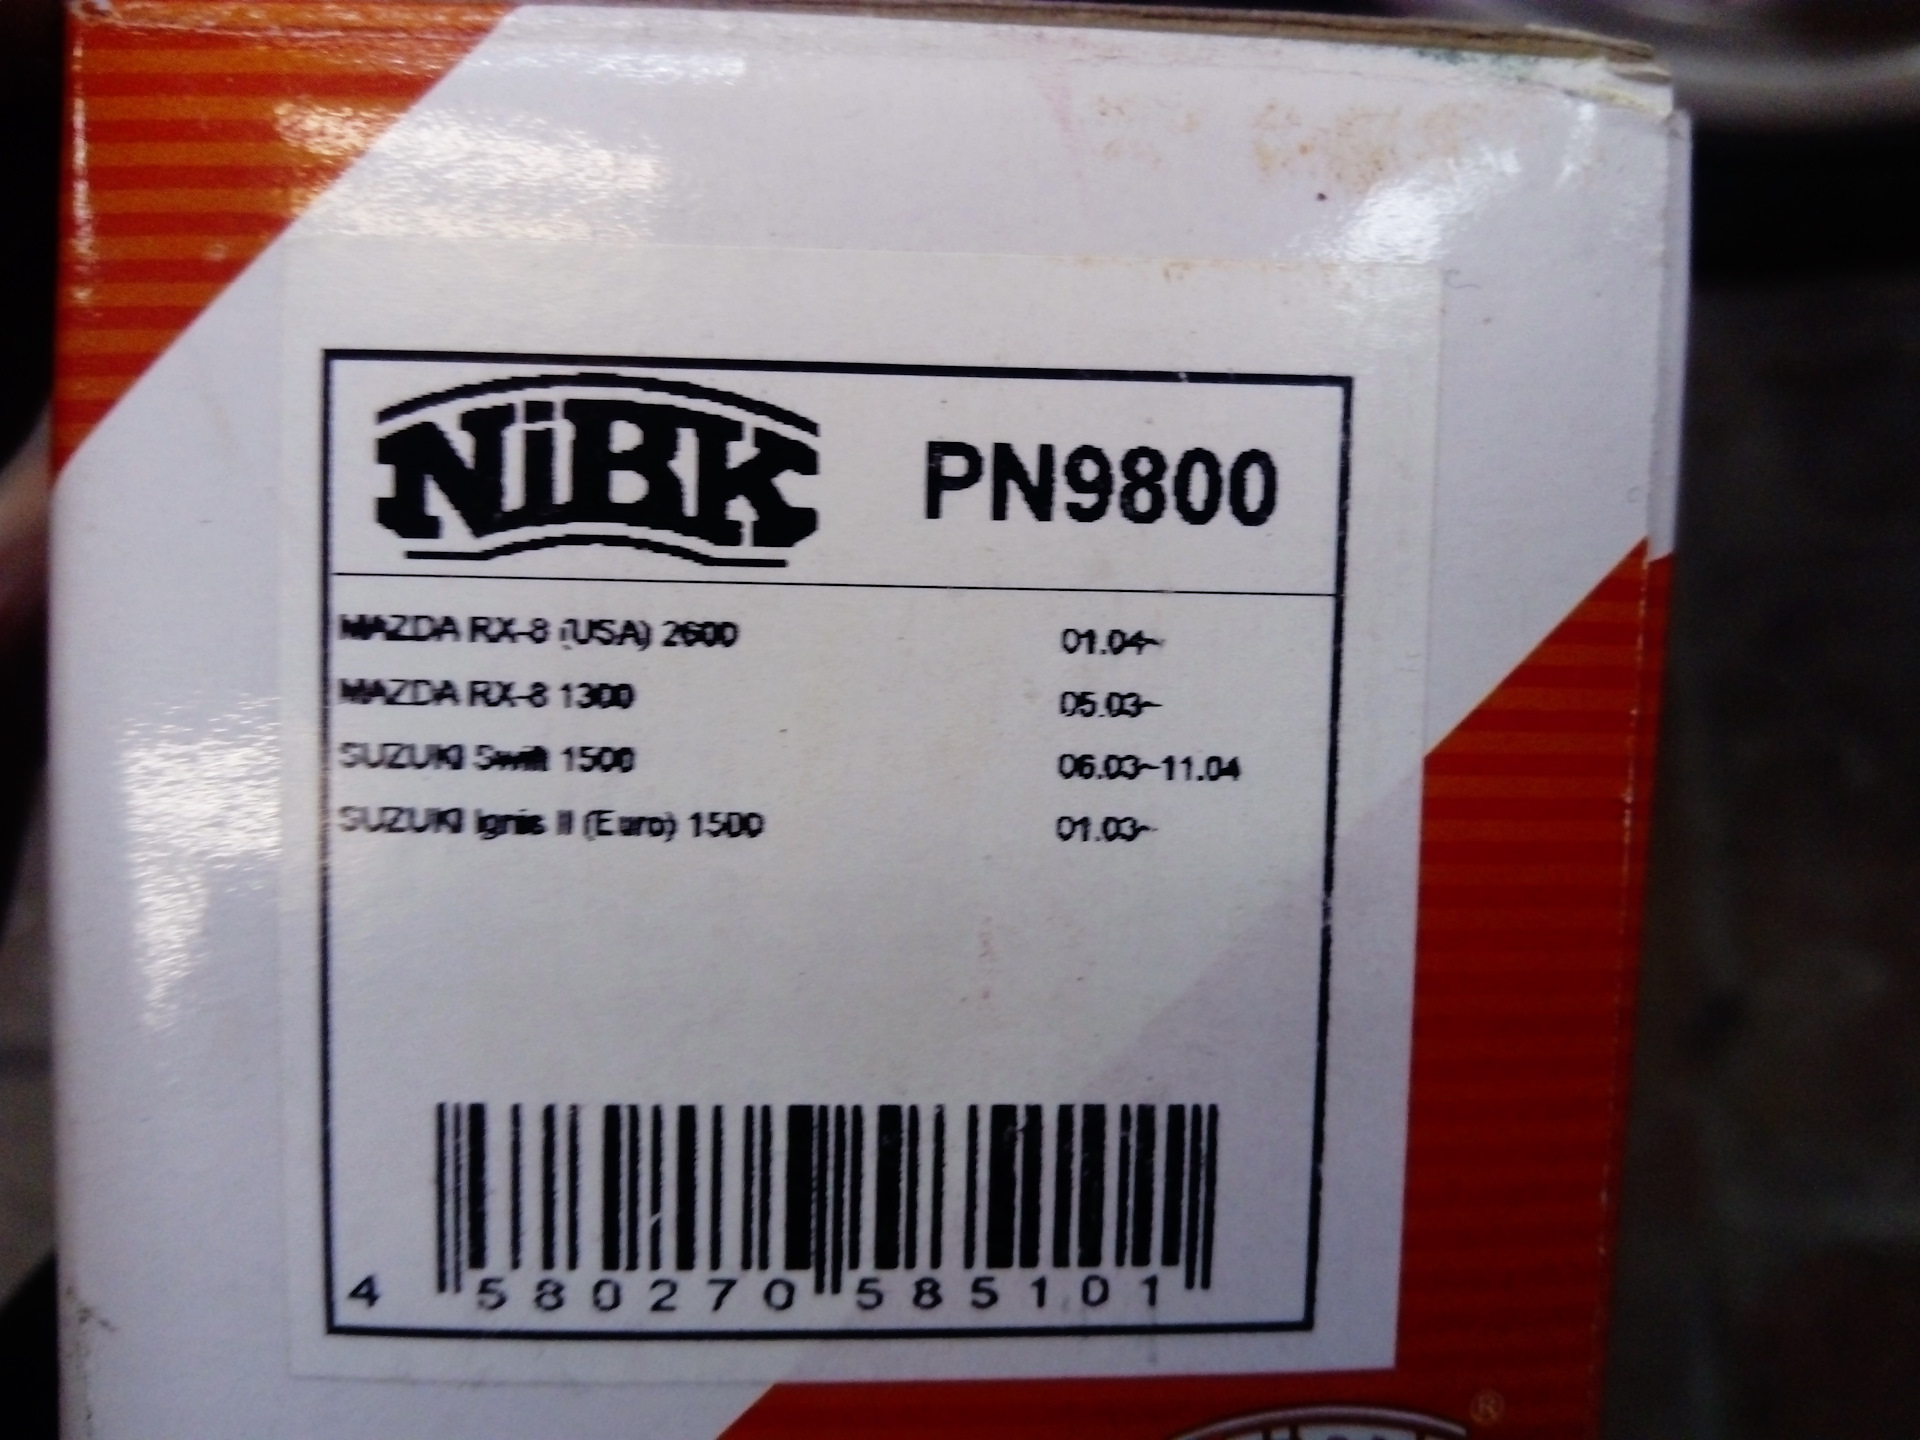 NiBK PN9800
MAZDA RX-8 (USA) 2600 01.04~
MAZDA RX-8 1300 05.03~
SUZUKI Swift 1500 06.03~11.04
SUZUKI Ignis II (Euro) 1500 01.03~
4 580270 585101
®